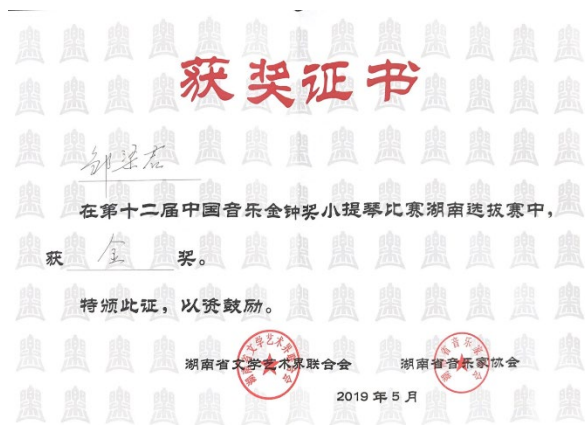 获奖证书
邹梁君
在第十二届中国音乐金钟奖小提琴比赛湖南选拔赛中，
获 金 奖。
特颁此证，以资鼓励。
湖南省文学艺术界联合会 湖南省音乐家协会
2019 年 5 月